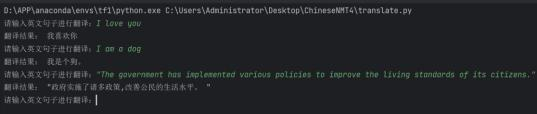 D:\APP\anaconda\envs\tf1\python.exe C:\Users\Administrator\Desktop\ChineseNMT4\translate.py
请输入英文句子进行翻译：I love you
翻译结果： 我喜欢你
请输入英文句子进行翻译：I am a dog
翻译结果： 我是个狗。
请输入英文句子进行翻译："The government has implemented various policies to improve the living standards of its citizens."
翻译结果： "政府实施了诸多政策,改善公民的生活水平。 "
请输入英文句子进行翻译：